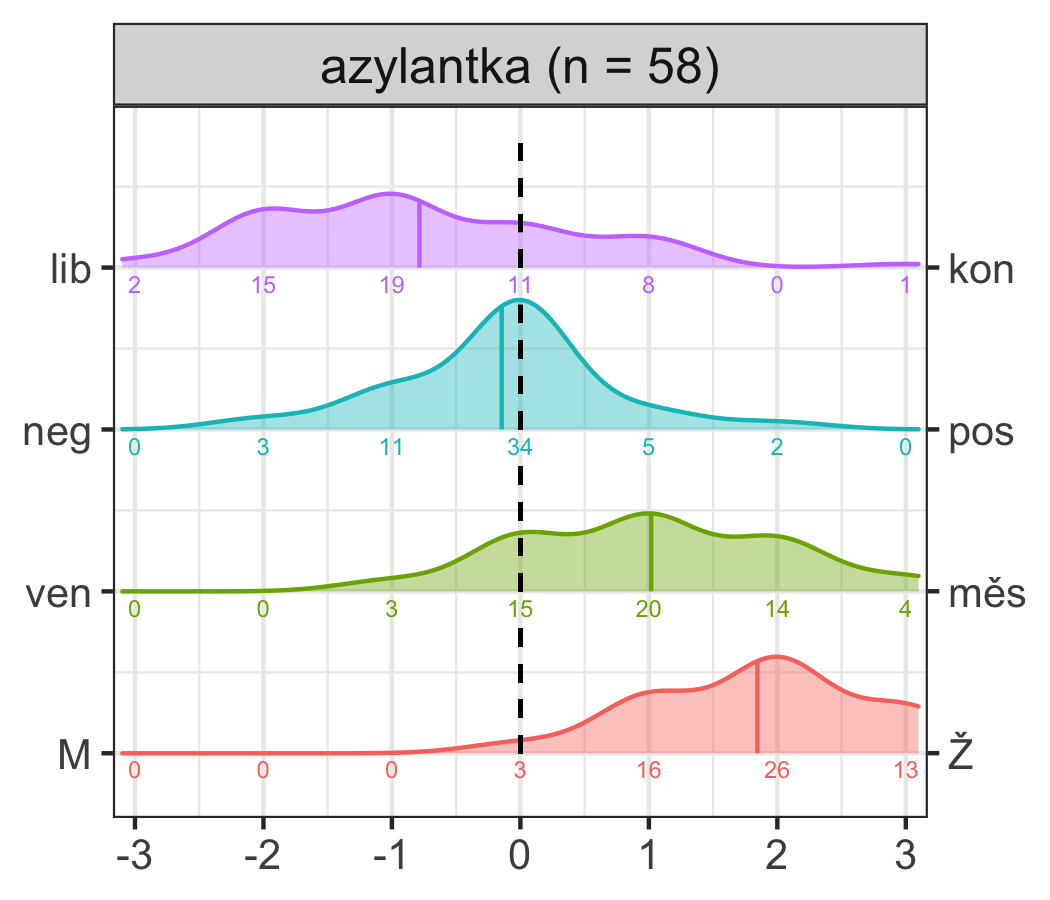 azylantka (n = 58)
lib kon
2 15 19 11 8 0 1
neg pos
0 3 11 34 5 2 0
ven měs
0 0 3 15 20 14 4
M Ž
0 0 0 3 16 26 13
-3 -2 -1 0 1 2 3